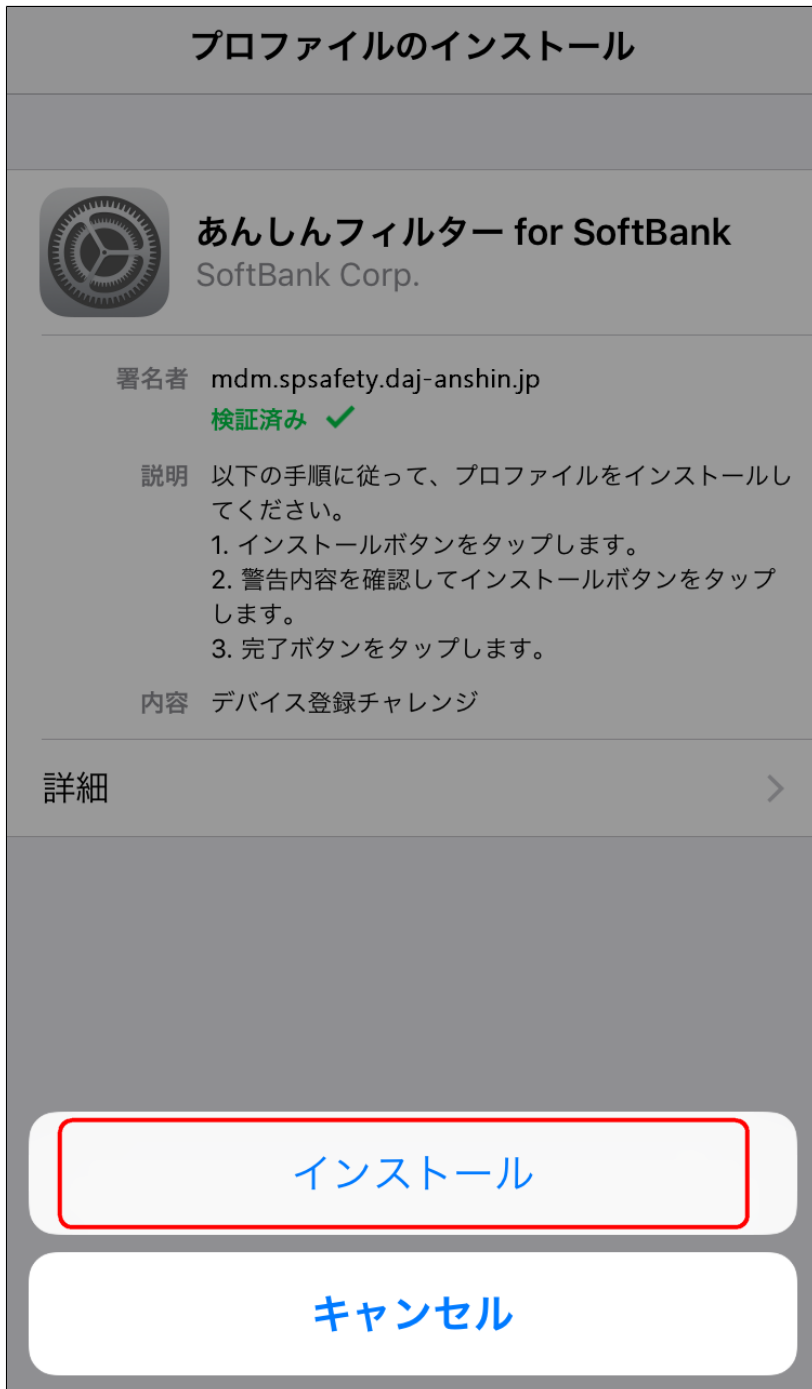 プロファイルのインストール
あんしんフィルター for SoftBank
SoftBank Corp.
署名者 mdm.spsafety.daj-anshin.jp
検証済み
説明 以下の手順に従って、プロファイルをインストールし
てください。
1. インストールボタンをタップします。
2. 警告内容を確認してインストールボタンをタップ
します。
3. 完了ボタンをタップします。
内容 デバイス登録チャレンジ
詳細
インストール
キャンセル